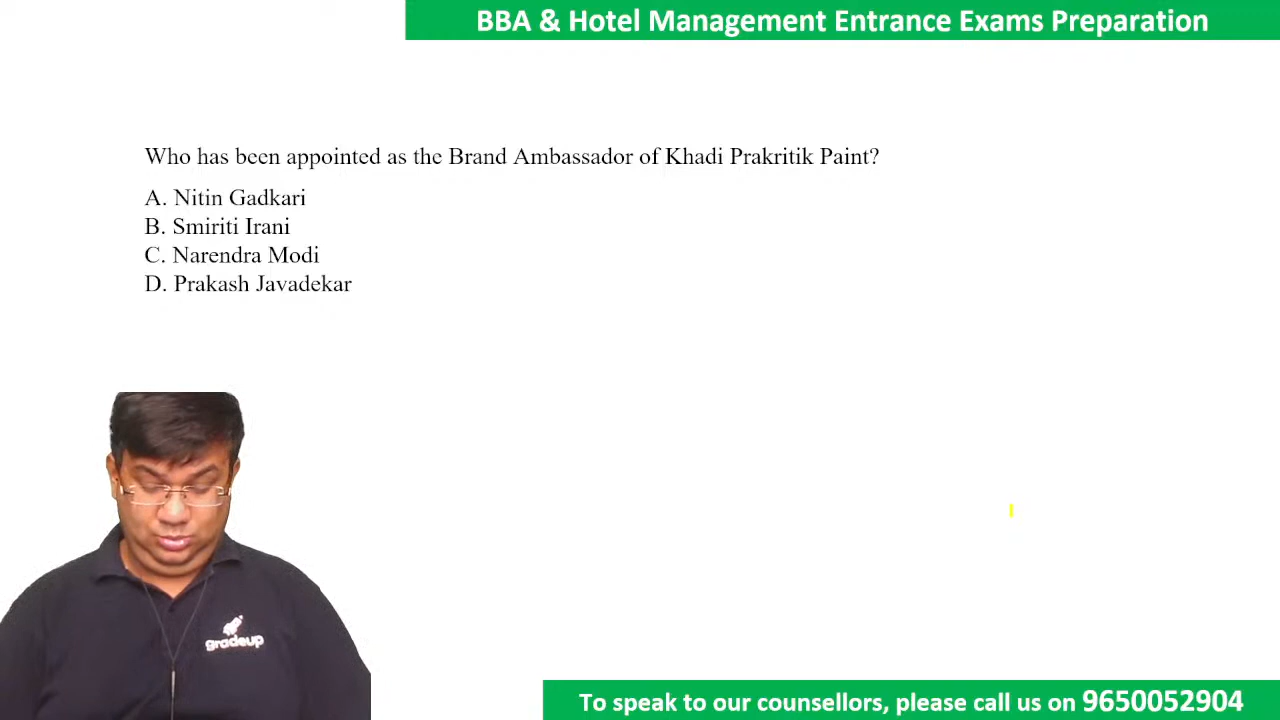 BBA & Hotel Management Entrance Exams Preparation
Who has been appointed as the Brand Ambassador of Khadi Prakritik Paint?
A. Nitin Gadkari
B. Smiriti Irani
C. Narendra Modi
D. Prakash Javadekar
gradeup
To speak to our counsellors, please call us on 9650052904